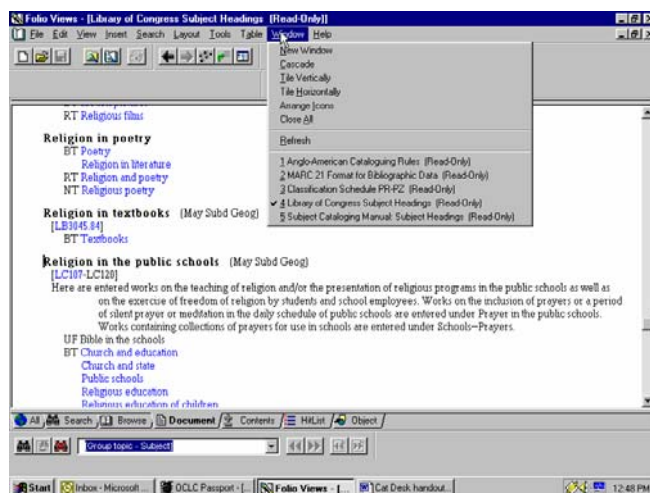 Folio Views - [Library of Congress Subject Headings (Read-Only)]
File Edit View Insert Search Layout Tools Table Window Help
New Window
Cascade
Tile Vertically
Tile Horizontally
Arrange Icons
Close All
Refresh
1 Anglo-American Cataloguing Rules (Read-Only)
2 MARC 21 Format for Bibliographic Data (Read-Only)
3 Classification Schedule PR-PZ (Read-Only)
✓ 4 Library of Congress Subject Headings (Read-Only)
5 Subject Cataloging Manual: Subject Headings (Read-Only)
RT Religious films
Religion in poetry
BT Poetry
Religion in literature
RT Religion and poetry
NT Religious poetry
Religion in textbooks (May Subd Geog)
[LB3045.84]
BT Textbooks
Religion in the public schools (May Subd Geog)
[LC107-LC120]
Here are entered works on the teaching of religion and/or the presentation of religious programs in the public schools as well as
on the exercise of freedom of religion by students and school employees. Works on the inclusion of prayers or a period
of silent prayer or meditation in the daily schedule of public schools are entered under Prayer in the public schools.
Works containing collections of prayers for use in schools are entered under Schools--Prayers.
UF Bible in the schools
BT Church and education
Church and state
Public schools
Religious education
Religious education of children
All Search Browse Document Contents HitList Object
'Group topic - Subject]
Start Inbox - Microsoft ... OCLC Passport - [... Folio Views - [... Cat Desk handout... 12:48 PM